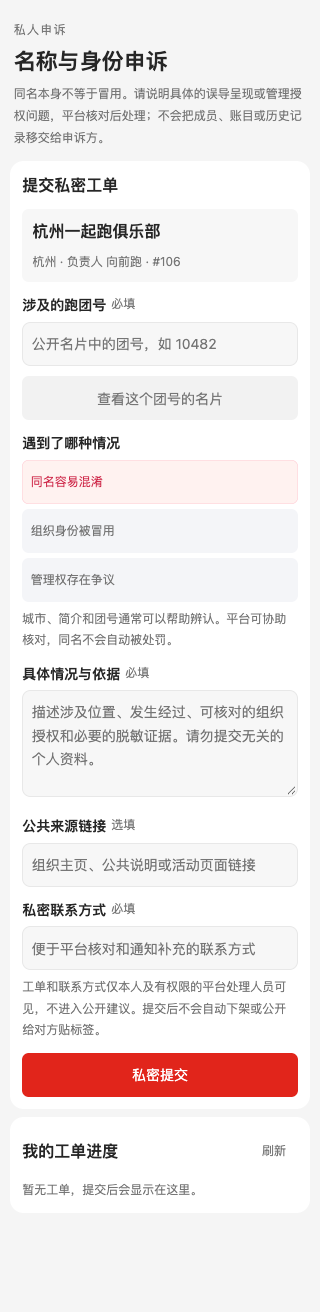 私人申诉
名称与身份申诉
同名本身不等于冒用。请说明具体的误导呈现或管理授
权问题，平台核对后处理；不会把成员、账目或历史记
录移交给申诉方。
提交私密工单
杭州一起跑俱乐部
杭州 · 负责人 向前跑 · #106
涉及的跑团号 必填
公开名片中的团号，如 10482
查看这个团号的名片
遇到了哪种情况
同名容易混淆
组织身份被冒用
管理权存在争议
城市、简介和团号通常可以帮助辨认。平台可协助
核对，同名不会自动被处罚。
具体情况与依据 必填
描述涉及位置、发生经过、可核对的组织
授权和必要的脱敏证据。请勿提交无关的
个人资料。
公共来源链接 选填
组织主页、公共说明或活动页面链接
私密联系方式 必填
便于平台核对和通知补充的联系方式
工单和联系方式仅本人及有权限的平台处理人员可
见，不进入公开建议。提交后不会自动下架或公开
给对方贴标签。
私密提交
我的工单进度 刷新
暂无工单，提交后会显示在这里。